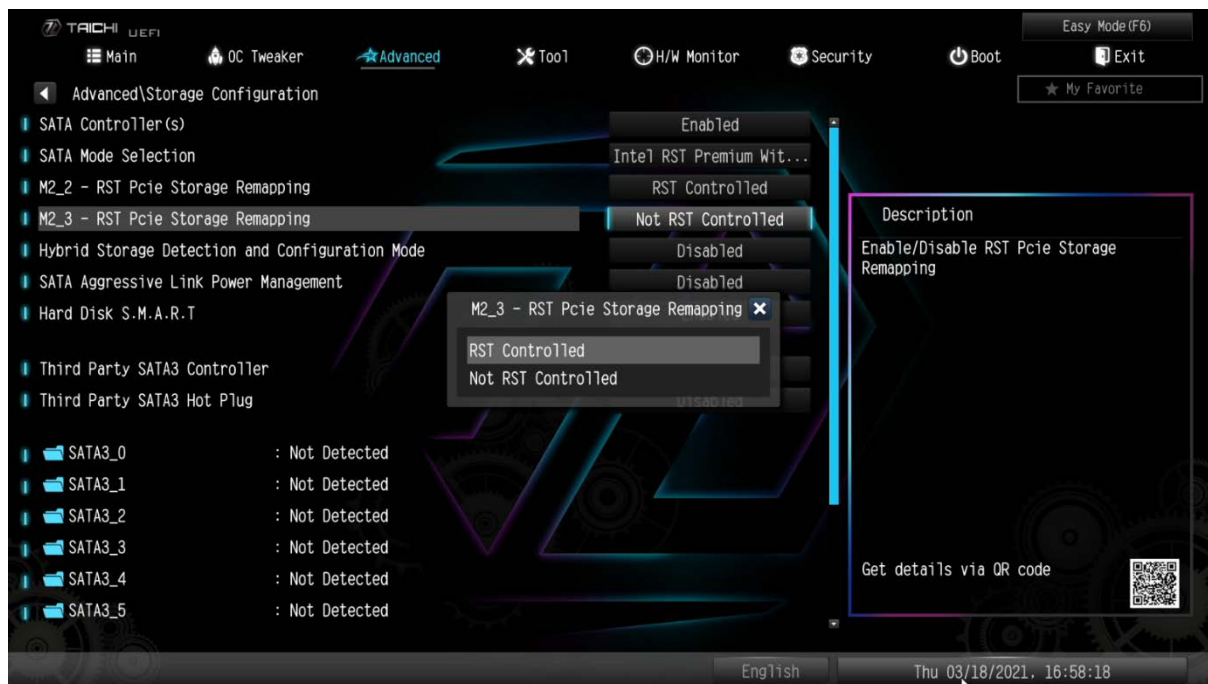 TAICHI UEFI
Easy Mode(F6)
Main OC Tweaker Advanced Tool H/W Monitor Security Boot Exit
Advanced\Storage Configuration
My Favorite
SATA Controller(s) Enabled
SATA Mode Selection Intel RST Premium Wit...
M2_2 - RST Pcie Storage Remapping RST Controlled
M2_3 - RST Pcie Storage Remapping Not RST Controlled
Hybrid Storage Detection and Configuration Mode Disabled
SATA Aggressive Link Power Management Disabled
Hard Disk S.M.A.R.T
Third Party SATA3 Controller
Third Party SATA3 Hot Plug Disabled
M2_3 - RST Pcie Storage Remapping
RST Controlled
Not RST Controlled
SATA3_0 : Not Detected
SATA3_1 : Not Detected
SATA3_2 : Not Detected
SATA3_3 : Not Detected
SATA3_4 : Not Detected
SATA3_5 : Not Detected
Description
Enable/Disable RST Pcie Storage
Remapping
Get details via QR code
English
Thu 03/18/2021, 16:58:18